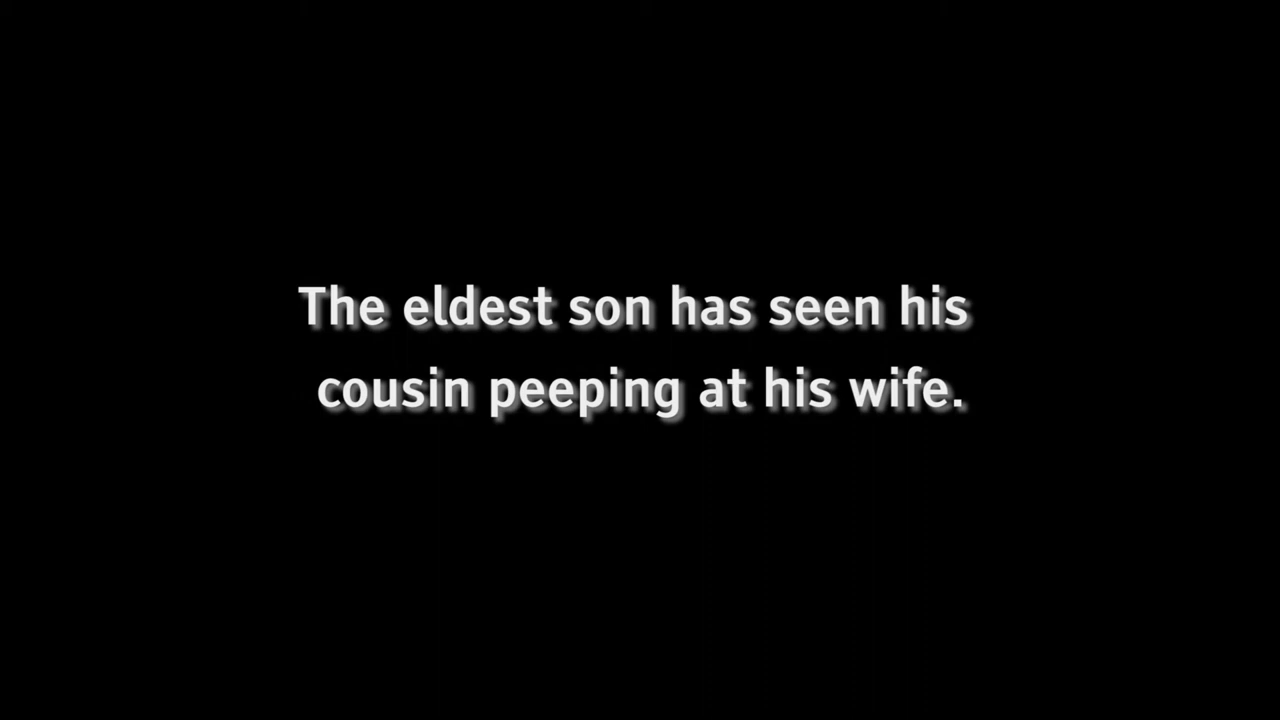 The eldest son has seen his
cousin peeping at his wife.